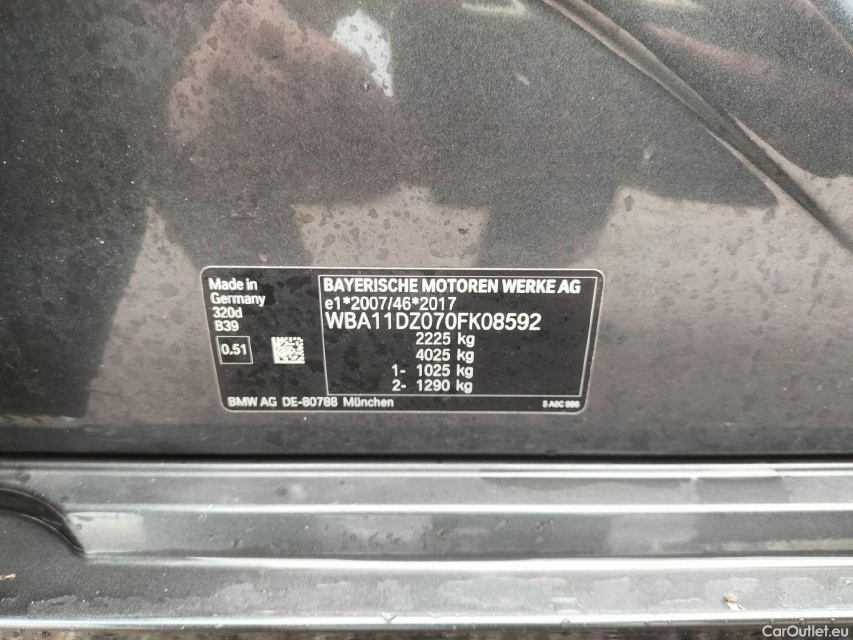 Made in
Germany
320d
B39
0.51
BAYERISCHE MOTOREN WERKE AG
e1*2007/46*2017
WBA11DZ070FK08592
2225 kg
4025 kg
1- 1025 kg
2- 1290 kg
BMW AG DE-80788 München
CarOutlet.eu